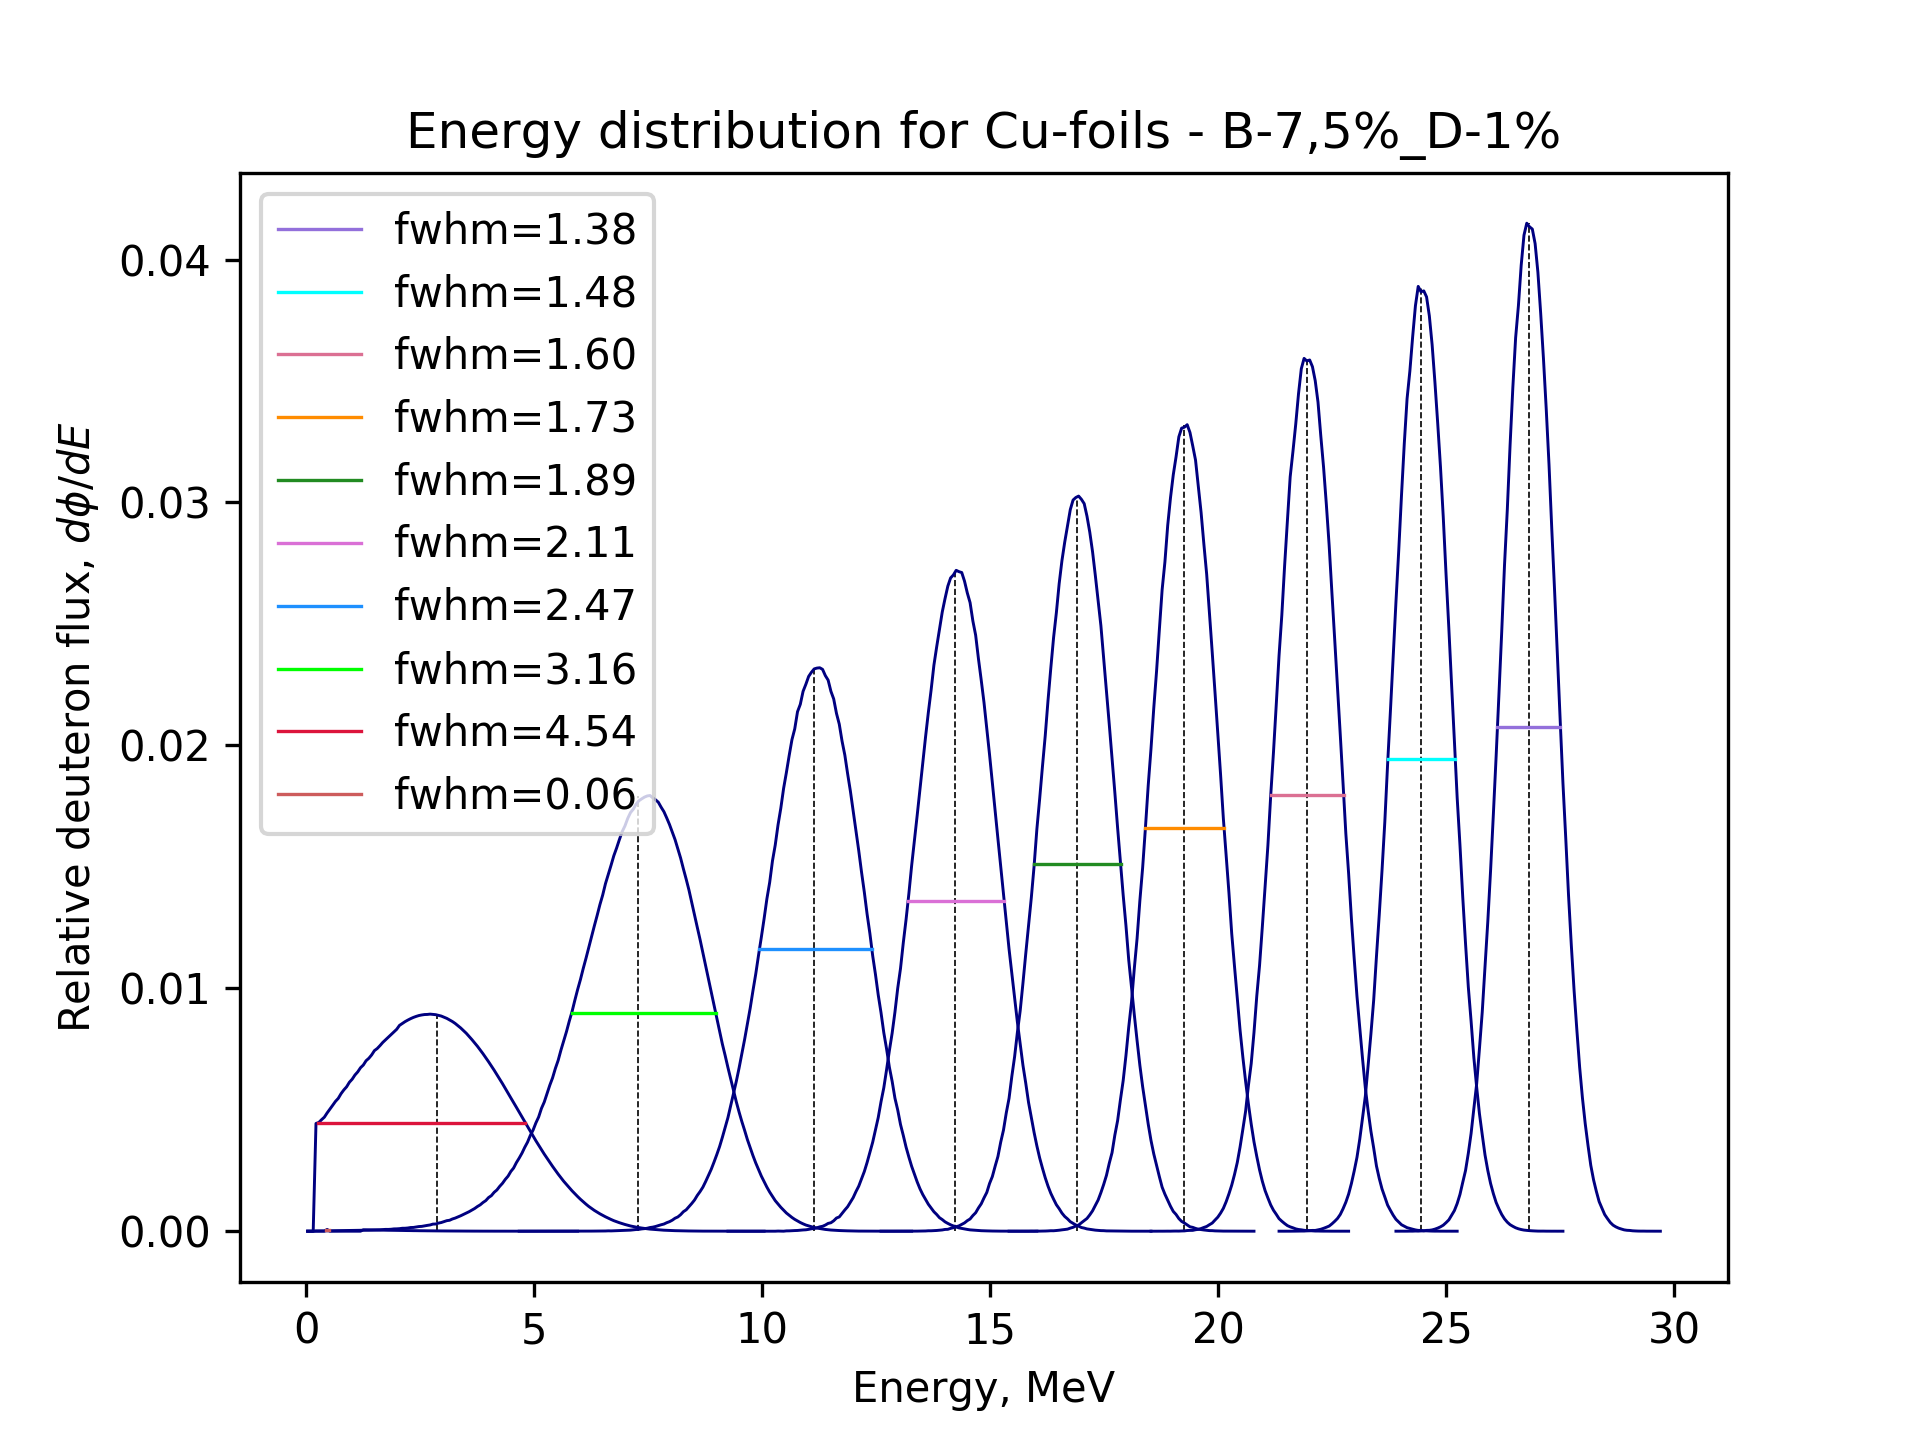 Energy distribution for Cu-foils - B-7,5%_D-1%
fwhm=1.38
fwhm=1.48
fwhm=1.60
fwhm=1.73
fwhm=1.89
fwhm=2.11
fwhm=2.47
fwhm=3.16
fwhm=4.54
fwhm=0.06
Relative deuteron flux, dϕ/dE
0.04
0.03
0.02
0.01
0.00
0 5 10 15 20 25 30
Energy, MeV